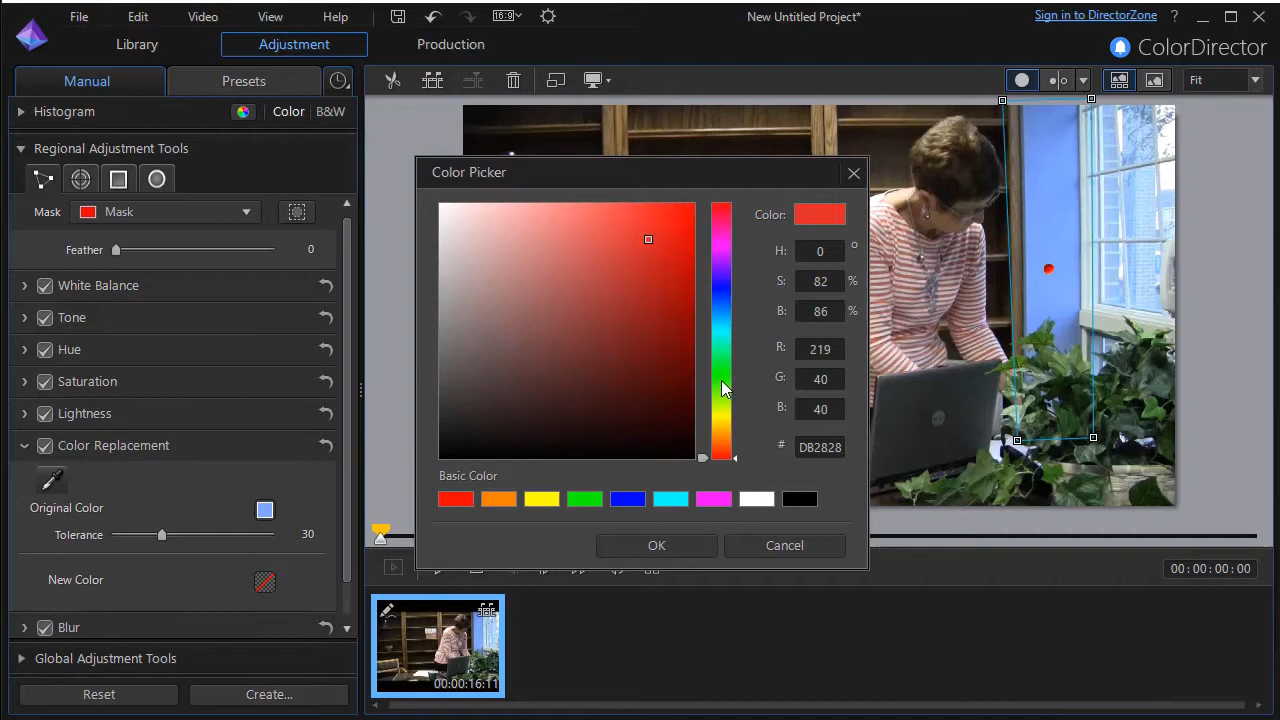 File Edit Video View Help 16:9 New Untitled Project* Sign in to DirectorZone ?
Library Adjustment Production ColorDirector
Manual Presets Fit
Histogram Color B&W
Regional Adjustment Tools
Mask Mask
Feather 0
White Balance
Tone
Hue
Saturation
Lightness
Color Replacement
Original Color
Tolerance 30
New Color
Blur
Global Adjustment Tools
Reset Create...
Color Picker
Color:
H: 0 °
S: 82 %
B: 86 %
R: 219
G: 40
B: 40
# DB2828
Basic Color
OK Cancel
00:00:00:00
00:00:16:11